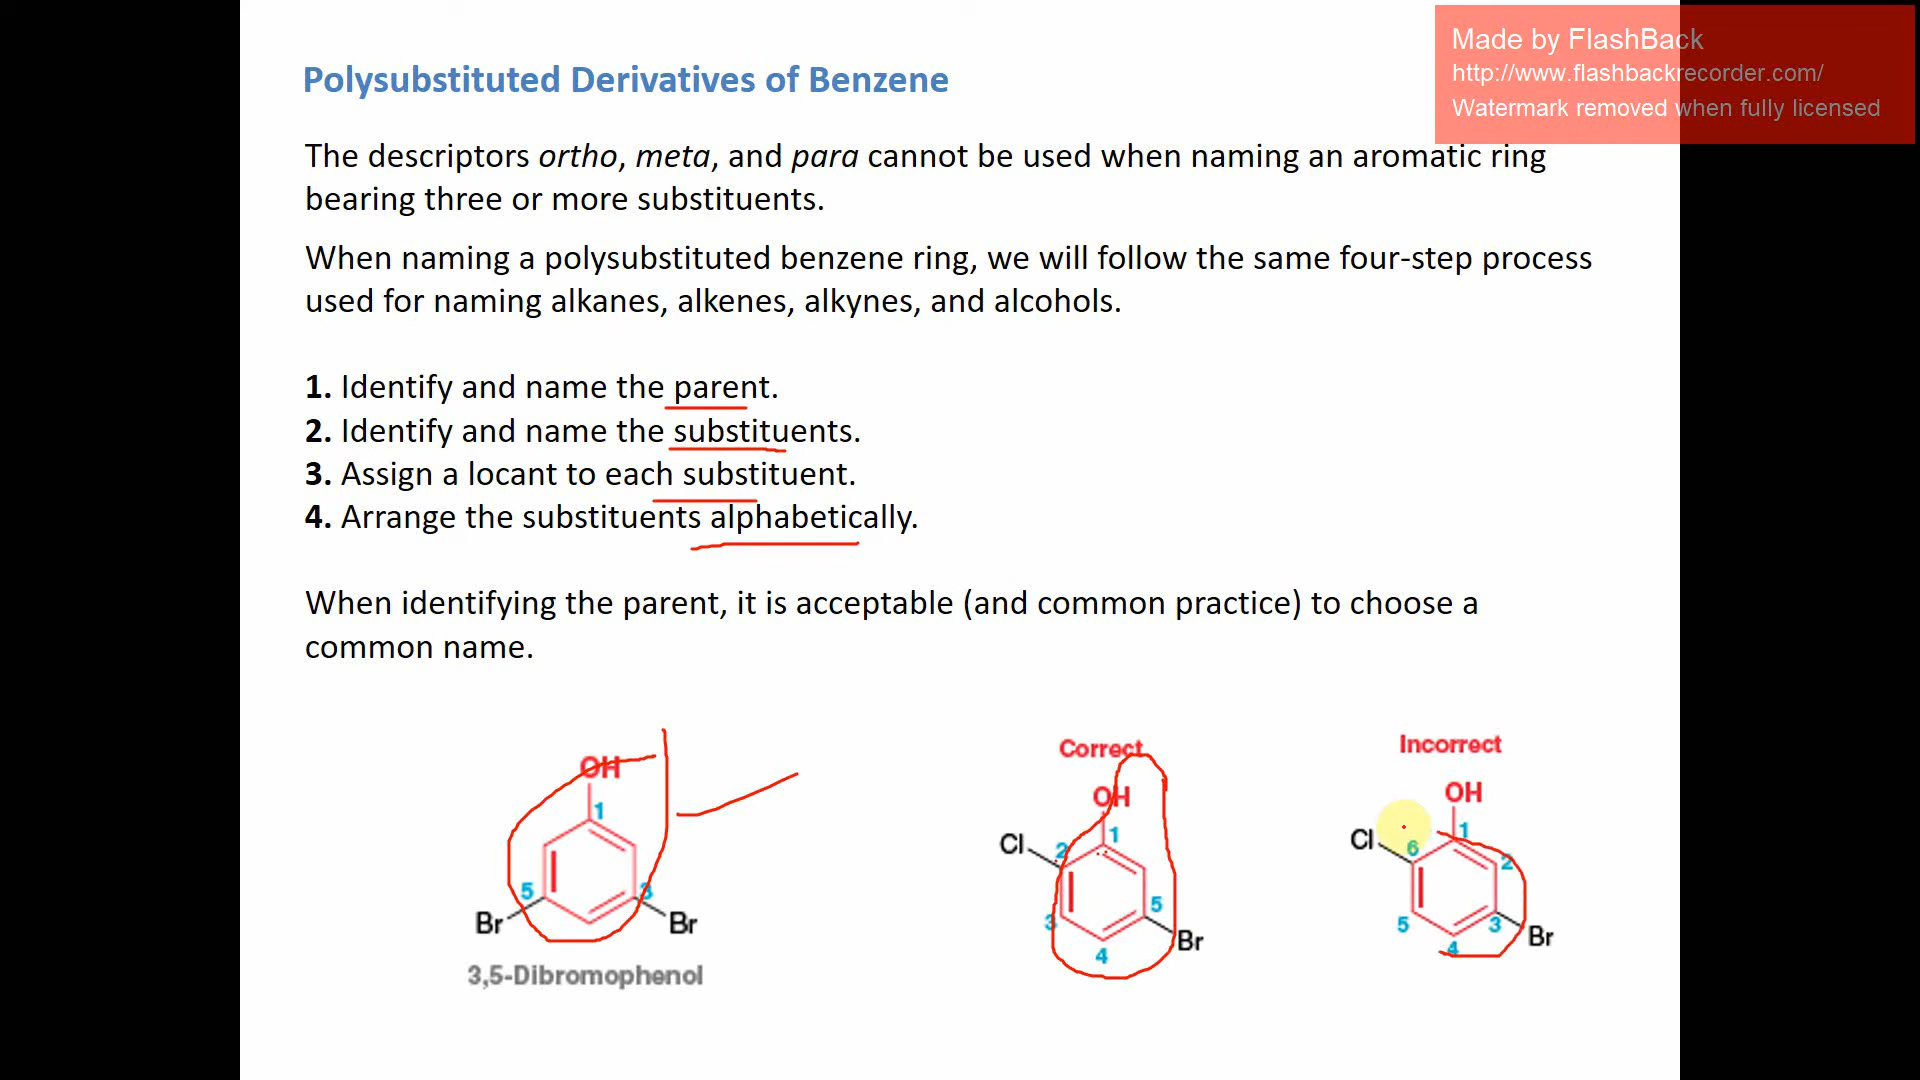 Made by FlashBack
http://www.flashbackrecorder.com/
Watermark removed when fully licensed
Polysubstituted Derivatives of Benzene
The descriptors ortho, meta, and para cannot be used when naming an aromatic ring
bearing three or more substituents.
When naming a polysubstituted benzene ring, we will follow the same four-step process
used for naming alkanes, alkenes, alkynes, and alcohols.
1. Identify and name the parent.
2. Identify and name the substituents.
3. Assign a locant to each substituent.
4. Arrange the substituents alphabetically.
When identifying the parent, it is acceptable (and common practice) to choose a
common name.
OH
1
5
3
Br
Br
3,5-Dibromophenol
Correct
OH
1
Cl
2
3
4
5
Br
Incorrect
OH
1
Cl
6
2
5
3
4
Br